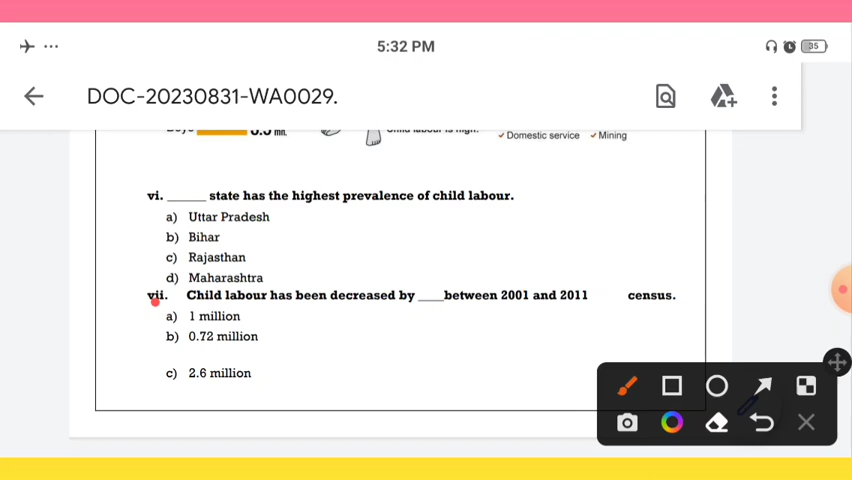 5:32 PM
35
DOC-20230831-WA0029.
mn.
Child labour is high.
✓ Domestic service ✓ Mining
vi. ______ state has the highest prevalence of child labour.
a) Uttar Pradesh
b) Bihar
c) Rajasthan
d) Maharashtra
vii. Child labour has been decreased by ____between 2001 and 2011 census.
a) 1 million
b) 0.72 million
c) 2.6 million